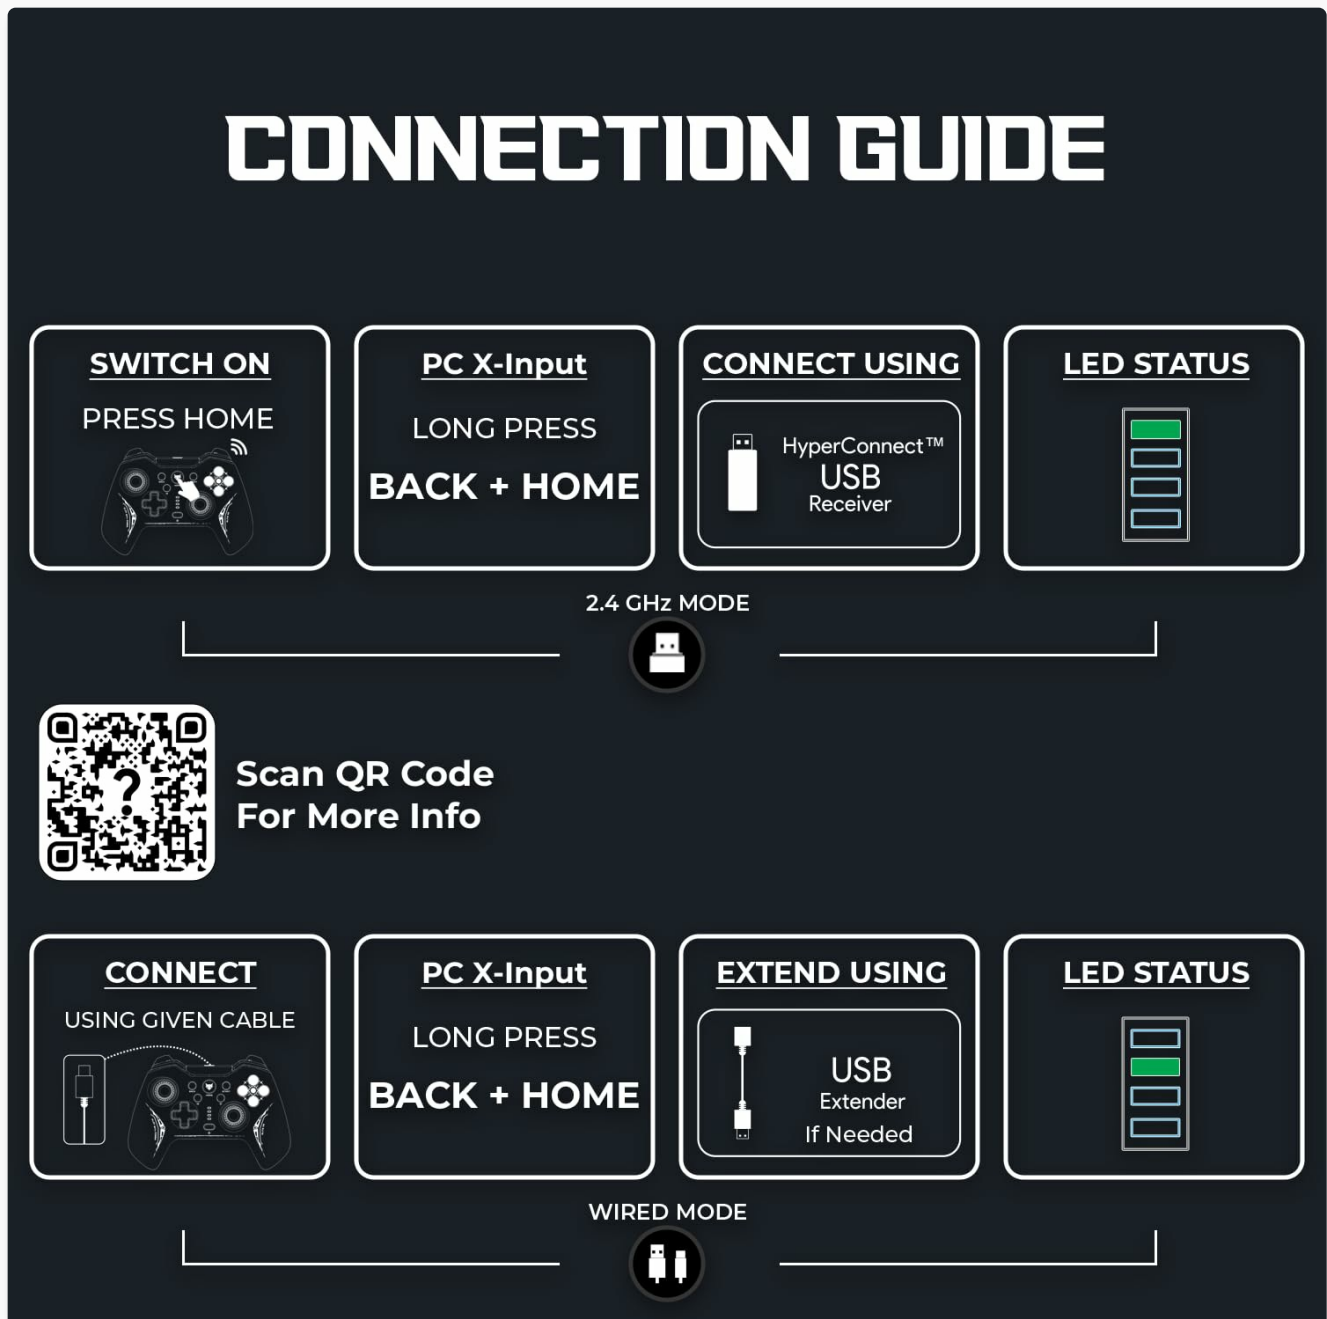 CONNECTION GUIDE
SWITCH ON
PRESS HOME
PC X-Input
LONG PRESS
BACK + HOME
CONNECT USING
HyperConnect™
USB
Receiver
LED STATUS
2.4 GHz MODE
?
Scan QR Code
For More Info
CONNECT
USING GIVEN CABLE
PC X-Input
LONG PRESS
BACK + HOME
EXTEND USING
USB
Extender
If Needed
LED STATUS
WIRED MODE